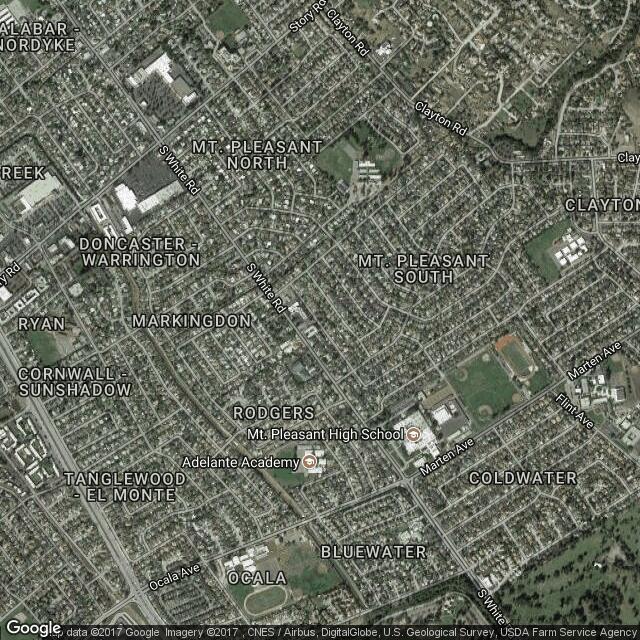 ALABAR -
NORDYKE
Story Rd
Clayton Rd
Clayton Rd
MT. PLEASANT
NORTH
S White Rd
REEK
CLAYTON
DONCASTER -
WARRINGTON
MT. PLEASANT
SOUTH
S White Rd
RYAN
MARKINGDON
CORNWALL -
SUNSHADOW
Marten Ave
Flint Ave
RODGERS
Mt. Pleasant High School
Marten Ave
Adelante Academy
TANGLEWOOD
- EL MONTE
COLDWATER
BLUEWATER
Ocala Ave
OCALA
S White
Google
Map data ©2017 Google Imagery ©2017 , CNES / Airbus, DigitalGlobe, U.S. Geological Survey, USDA Farm Service Agency